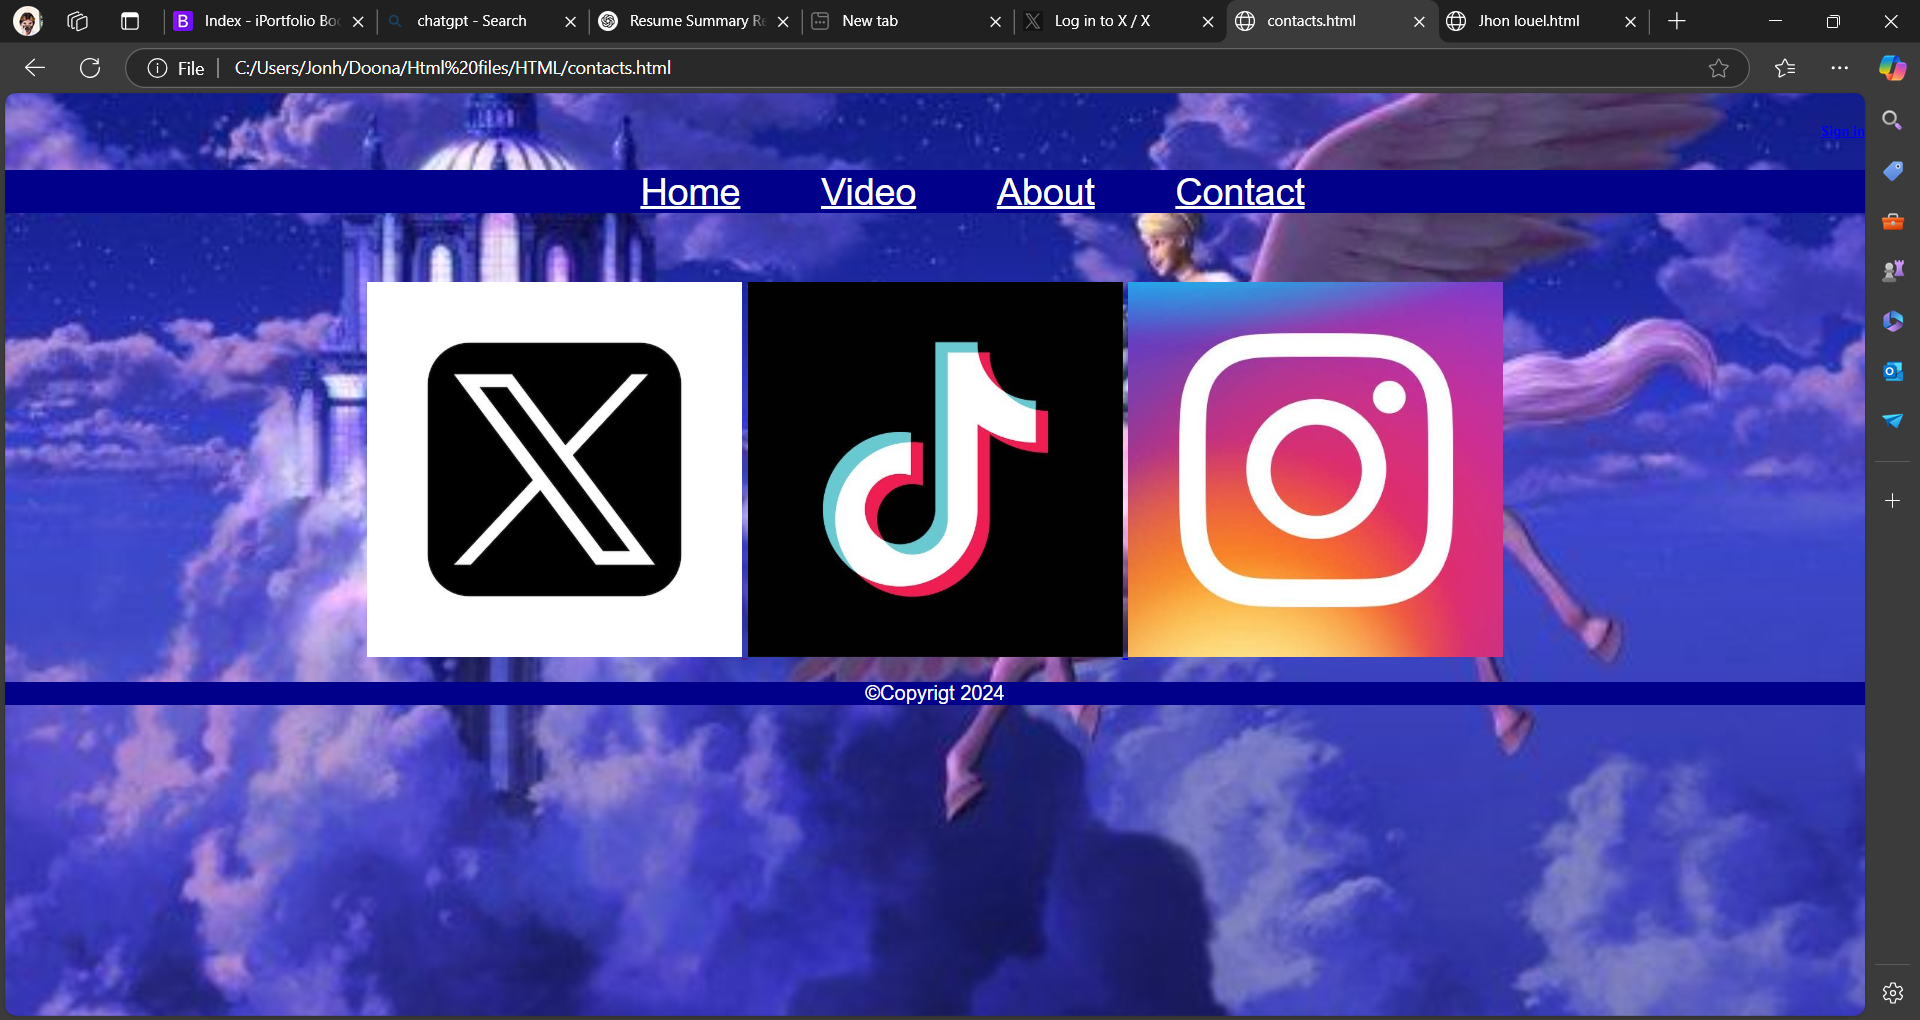 Index - iPortfolio Bo
chatgpt - Search
Resume Summary R
New tab
Log in to X / X
contacts.html
Jhon louel.html
File
C:/Users/Jonh/Doona/Html%20files/HTML/contacts.html
Sign in
Home Video About Contact
©Copyrigt 2024